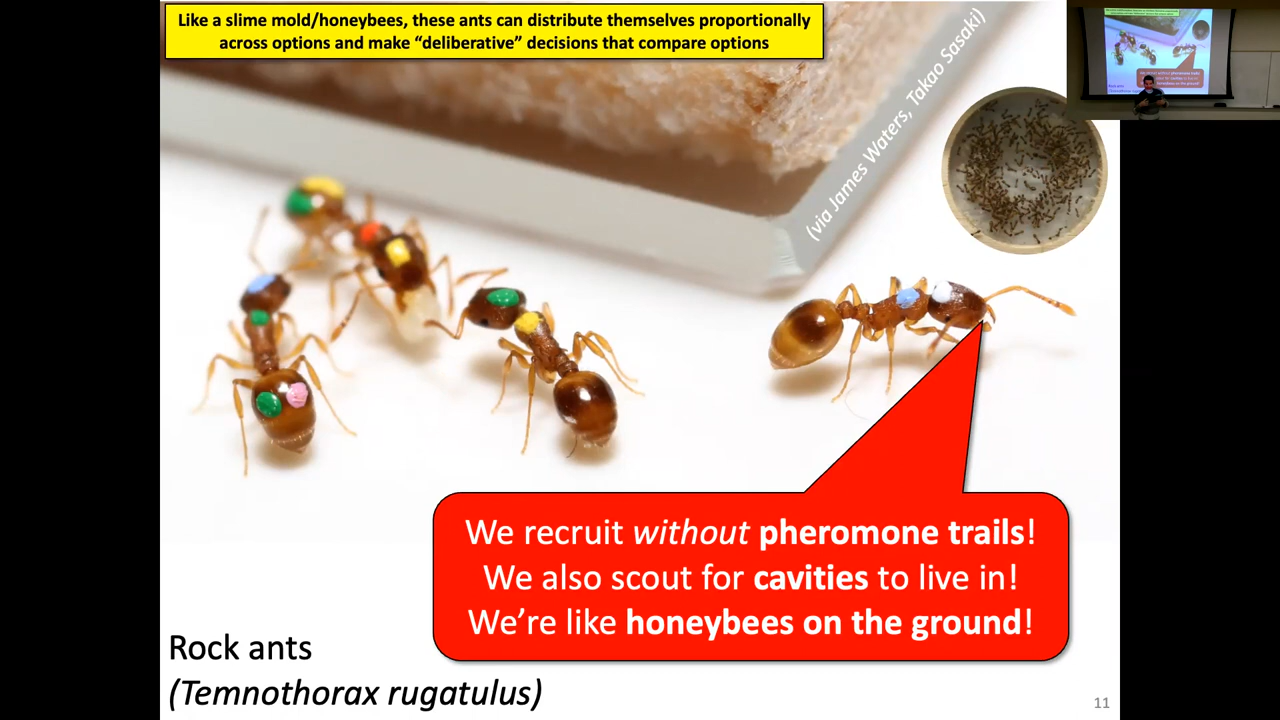 Like a slime mold/honeybees, these ants can distribute themselves proportionally
across options and make “deliberative” decisions that compare options
(via James Waters, Takao Sasaki)
We recruit without pheromone trails!
We also scout for cavities to live in!
We’re like honeybees on the ground!
Rock ants
(Temnothorax rugatulus)
11